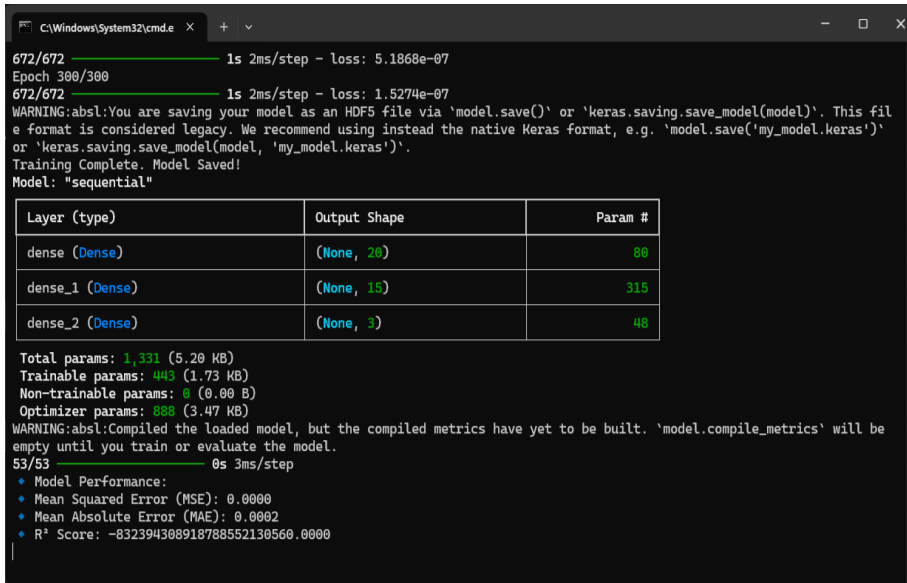 C:\Windows\System32\cmd.e
672/672 1s 2ms/step - loss: 5.1868e-07
Epoch 300/300
672/672 1s 2ms/step - loss: 1.5274e-07
WARNING:absl:You are saving your model as an HDF5 file via `model.save()` or `keras.saving.save_model(model)`. This fil
e format is considered legacy. We recommend using instead the native Keras format, e.g. `model.save('my_model.keras')`
or `keras.saving.save_model(model, 'my_model.keras')`.
Training Complete. Model Saved!
Model: "sequential"
Layer (type) Output Shape Param #
dense (Dense) (None, 20) 80
dense_1 (Dense) (None, 15) 315
dense_2 (Dense) (None, 3) 48
Total params: 1,331 (5.20 KB)
Trainable params: 443 (1.73 KB)
Non-trainable params: 0 (0.00 B)
Optimizer params: 888 (3.47 KB)
WARNING:absl:Compiled the loaded model, but the compiled metrics have yet to be built. `model.compile_metrics` will be
empty until you train or evaluate the model.
53/53 0s 3ms/step
Model Performance:
Mean Squared Error (MSE): 0.0000
Mean Absolute Error (MAE): 0.0002
R² Score: -832394308918788552130560.0000